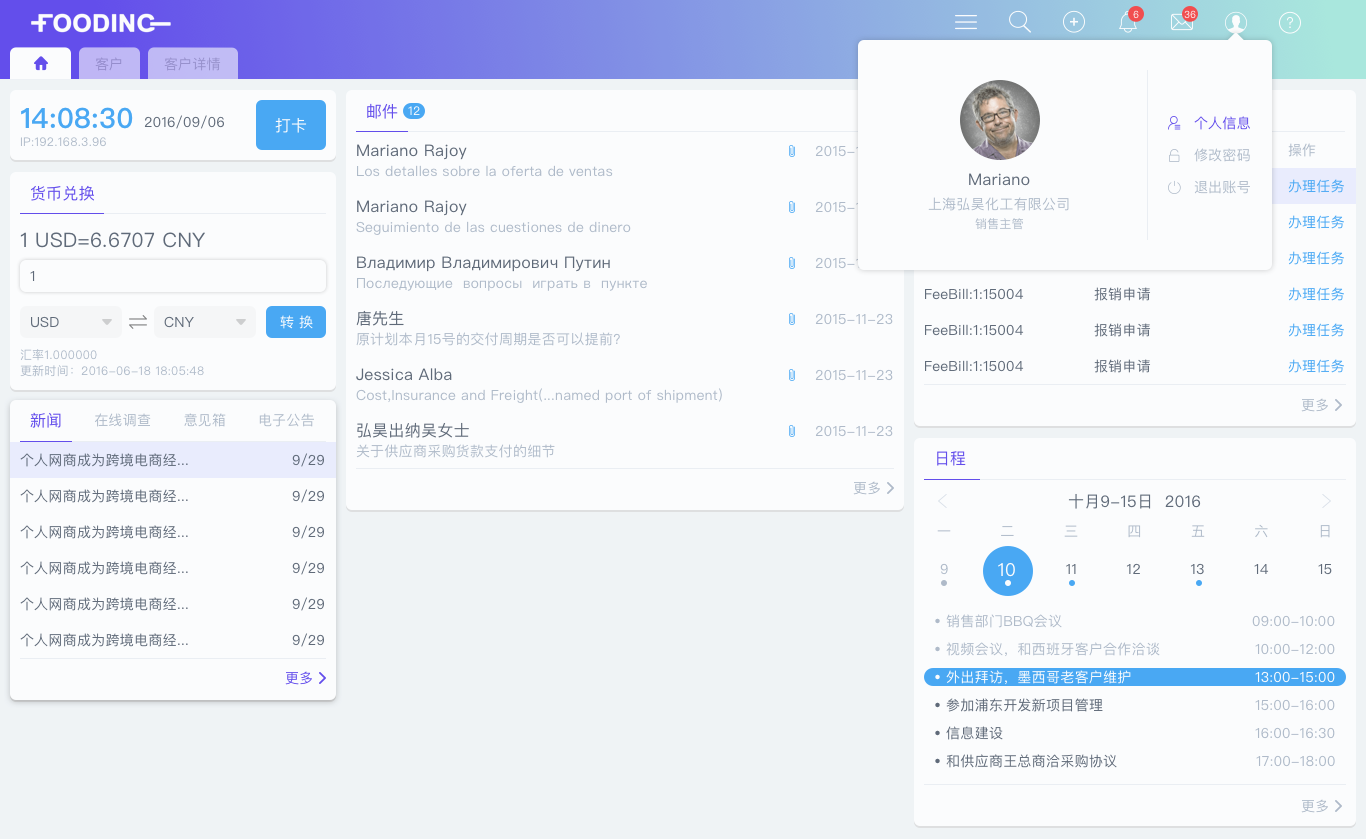 FOODING
6
36
?
客户
客户详情
14:08:30
2016/09/06
打卡
IP:192.168.3.96
货币兑换
1 USD=6.6707 CNY
1
USD
CNY
转 换
汇率1.000000
更新时间：2016-06-18 18:05:48
新闻
在线调查
意见箱
电子公告
个人网商成为跨境电商经... 9/29
个人网商成为跨境电商经... 9/29
个人网商成为跨境电商经... 9/29
个人网商成为跨境电商经... 9/29
个人网商成为跨境电商经... 9/29
个人网商成为跨境电商经... 9/29
更多
邮件 12
Mariano Rajoy 2015-1
Los detalles sobre la oferta de ventas
Mariano Rajoy 2015-1
Seguimiento de las cuestiones de dinero
Владимир Владимирович Путин 2015-1
Последующие вопросы играть в пункте
唐先生 2015-11-23
原计划本月15号的交付周期是否可以提前?
Jessica Alba 2015-11-23
Cost,Insurance and Freight(...named port of shipment)
弘昊出纳吴女士 2015-11-23
关于供应商采购货款支付的细节
更多
Mariano
上海弘昊化工有限公司
销售主管
个人信息
修改密码
退出账号
操作
办理任务
办理任务
办理任务
FeeBill:1:15004 报销申请 办理任务
FeeBill:1:15004 报销申请 办理任务
FeeBill:1:15004 报销申请 办理任务
更多
日程
十月9-15日 2016
一 二 三 四 五 六 日
9 10 11 12 13 14 15
• 销售部门BBQ会议 09:00-10:00
• 视频会议，和西班牙客户合作洽谈 10:00-12:00
• 外出拜访，墨西哥老客户维护 13:00-15:00
• 参加浦东开发新项目管理 15:00-16:00
• 信息建设 16:00-16:30
• 和供应商王总商洽采购协议 17:00-18:00
更多